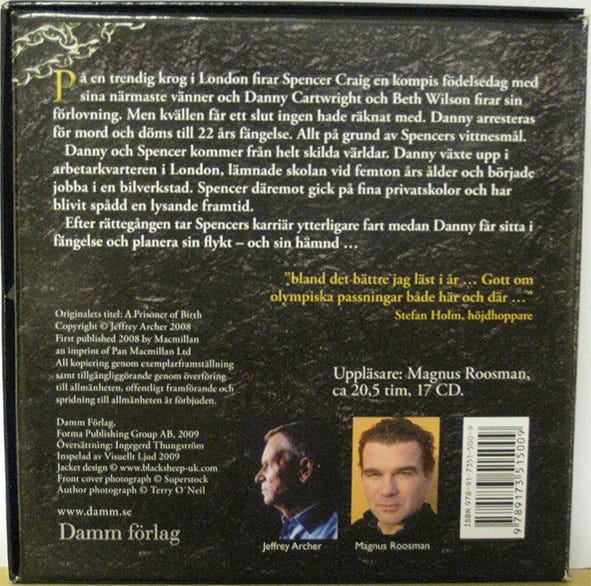 På en trendig krog i London firar Spencer Craig en kompis födelsedag med
sina närmaste vänner och Danny Cartwright och Beth Wilson firar sin
förlovning. Men kvällen får ett slut ingen hade räknat med. Danny arresteras
för mord och döms till 22 års fängelse. Allt på grund av Spencers vittnesmål.
Danny och Spencer kommer från helt skilda världar. Danny växte upp i
arbetarkvarteren i London, lämnade skolan vid femton års ålder och började
jobba i en bilverkstad. Spencer däremot gick på fina privatskolor och har
blivit spådd en lysande framtid.
Efter rättegången tar Spencers karriär ytterligare fart medan Danny får sitta i
fängelse och planera sin flykt – och sin hämnd ...
"bland det bättre jag läst i år ... Gott om
olympiska passningar både här och där ..."
Stefan Holm, höjdhoppare
Originalets titel: A Prisoner of Birth
Copyright © Jeffrey Archer 2008
First published 2008 by Macmillan
an imprint of Pan Macmillan Ltd
All kopiering genom exemplarframställning
samt tillgängliggörande genom överföring
till allmänheten, offentligt framförande och
spridning till allmänheten är förbjuden.
Uppläsare: Magnus Roosman,
ca 20,5 tim, 17 CD.
Damm Förlag,
Forma Publishing Group AB, 2009
Översättning: Ingegerd Thungström
Inspelad av Visuellt Ljud 2009
Jacket design © www.blacksheep-uk.com
Front cover photograph © Superstock
Author photograph © Terry O'Neil
www.damm.se
Damm förlag
Jeffrey Archer
Magnus Roosman
ISBN 978-91-7351-500-9
9 789173 515009